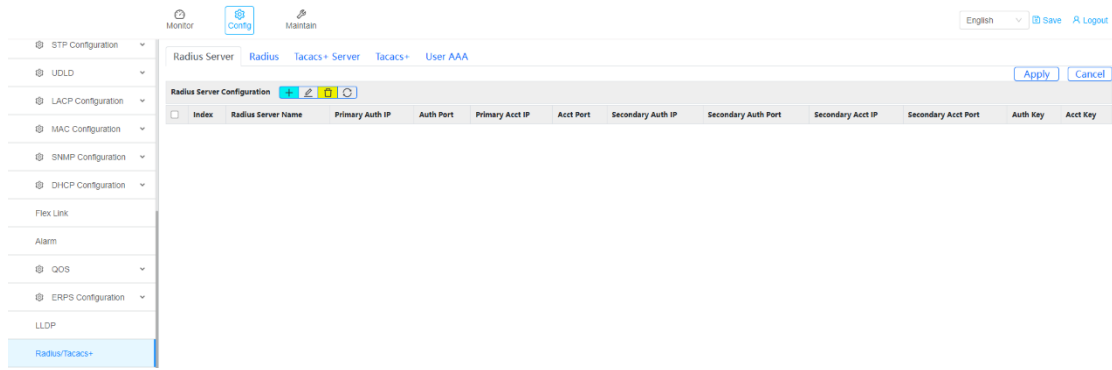 Monitor Config Maintain English Save Logout
STP Configuration
UDLD
LACP Configuration
MAC Configuration
SNMP Configuration
DHCP Configuration
Flex Link
Alarm
QOS
ERPS Configuration
LLDP
Radius/Tacacs+
Radius Server Radius Tacacs+ Server Tacacs+ User AAA
Apply Cancel
Radius Server Configuration
Index Radius Server Name Primary Auth IP Auth Port Primary Acct IP Acct Port Secondary Auth IP Secondary Auth Port Secondary Acct IP Secondary Acct Port Auth Key Acct Key